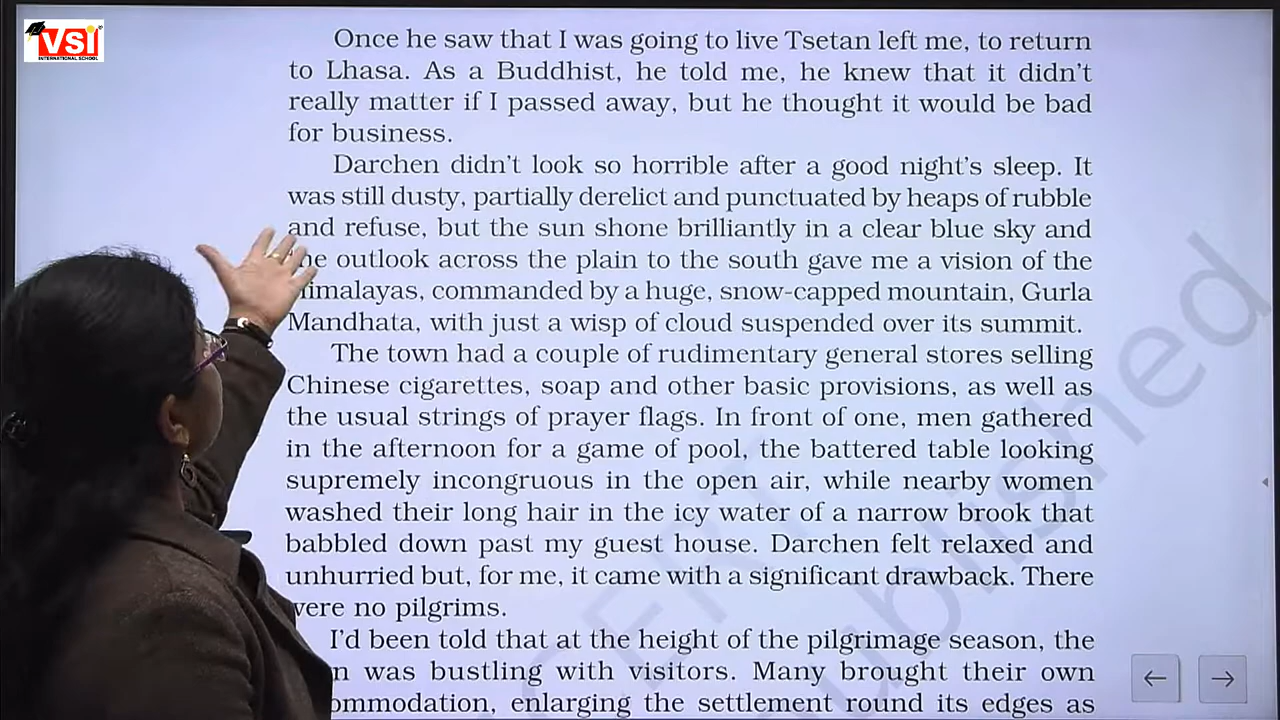 VSI
INTERNATIONAL SCHOOL
Once he saw that I was going to live Tsetan left me, to return
to Lhasa. As a Buddhist, he told me, he knew that it didn't
really matter if I passed away, but he thought it would be bad
for business.
Darchen didn't look so horrible after a good night's sleep. It
was still dusty, partially derelict and punctuated by heaps of rubble
and refuse, but the sun shone brilliantly in a clear blue sky and
outlook across the plain to the south gave me a vision of the
Himalayas, commanded by a huge, snow-capped mountain, Gurla
Mandhata, with just a wisp of cloud suspended over its summit.
The town had a couple of rudimentary general stores selling
Chinese cigarettes, soap and other basic provisions, as well as
the usual strings of prayer flags. In front of one, men gathered
in the afternoon for a game of pool, the battered table looking
supremely incongruous in the open air, while nearby women
washed their long hair in the icy water of a narrow brook that
babbled down past my guest house. Darchen felt relaxed and
unhurried but, for me, it came with a significant drawback. There
were no pilgrims.
I'd been told that at the height of the pilgrimage season, the
was bustling with visitors. Many brought their own
enlarging the settlement round its edges as